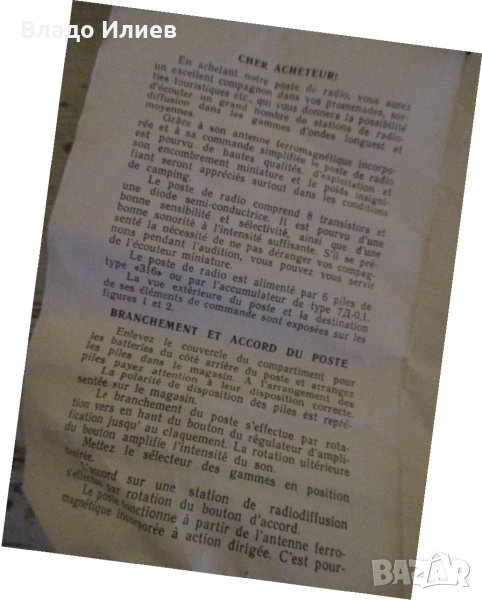 Владо Илиев
CHER ACHETEUR!
En achetant notre poste de radio, vous aurez
un excellent compagnon dans vos promenades, sor-
ties touristiques etc., qui vous donnera la possibilité
d'écouter un grand nombre de stations de radio-
diffusion dans les gammes d'ondes longuest et
moyennes.
Grâce à son antenne ferromagnétique incorpo-
rée et à sa commande simplifiée le poste de radio
est pourvu de hautes qualités, d'exploitation et
son encombrement miniature et le poids insigni-
fiant seront appréciés surtout dans les conditions
de camping.
Le poste de radio comprend 8 transistors et
une diode semi-conductrice. Il est pourvu d'une
bonne sensibilité et sélectivité, ainsi que d'une
bonne sonorité à l'intensité suffisante. S'il se pré-
senté la nécessité de ne pas déranger vos compag-
nons pendant l'audition, vous pouvez vous servir
de l'écouteur miniature.
Le poste de radio est alimenté par 6 piles de
type «316» ou par l'accumulateur de type 7Д-0,1.
La vue extérieure du poste et la destination
de ses éléments de commande sont exposées sur les
figures 1 et 2.
BRANCHEMENT ET ACCORD DU POSTE
Enlevez le couvercle du compartiment pour
les batteries du côté arrière du poste et arrangez
les piles dans le magasin. A l'arrangement des
piles payez attention à leur disposition correcte.
La polarité de disposition des piles est repré-
sentée sur le magasin.
Le branchement du poste s'effectue par rota-
tion vers en haut du bouton du régulateur d'ampli-
fication jusqu' au claquement. La rotation ultérieure
du bouton amplifie l'intensité du son.
Mettez le sélecteur des gammes en position
désirée.
L'accord sur une station de radiodiffusion
s'effectue par rotation du bouton d'accord.
Le poste fonctionne à partir de l'antenne ferro-
magnétique incorporée à action dirigée. C'est pour-
BAZAR